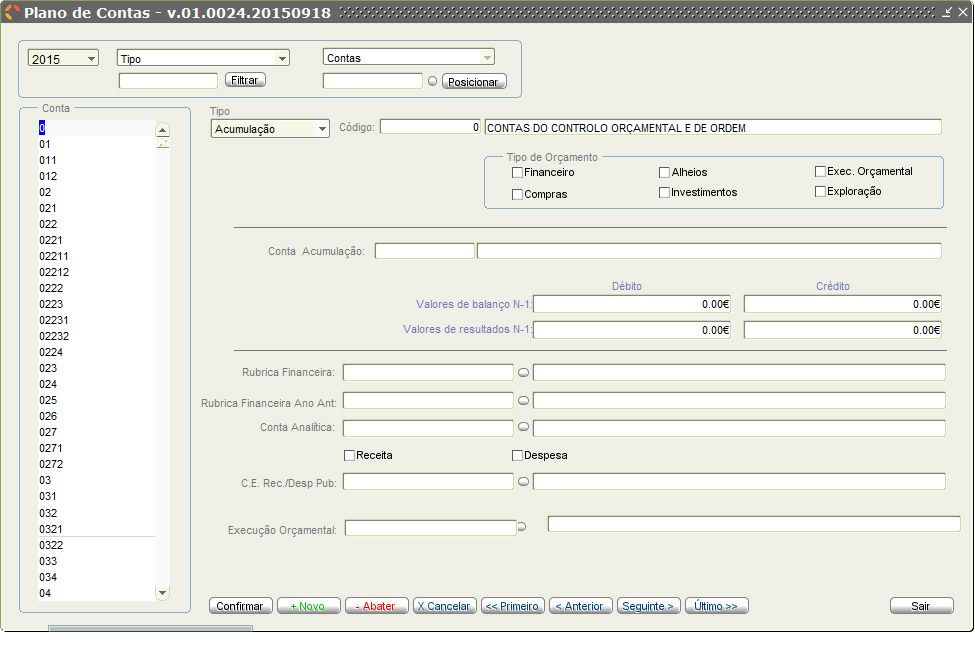 Plano de Contas - v.01.0024.20150918
2015 Tipo Contas
Filtrar Posicionar
Conta
0
01
011
012
02
021
022
0221
02211
02212
0222
0223
02231
02232
0224
023
024
025
026
027
0271
0272
03
031
032
0321
0322
033
034
04
Tipo
Acumulação Código: 0 CONTAS DO CONTROLO ORÇAMENTAL E DE ORDEM
Tipo de Orçamento
Financeiro Alheios Exec. Orçamental
Compras Investimentos Exploração
Conta Acumulação:
Débito Crédito
Valores de balanço N-1: 0.00€ 0.00€
Valores de resultados N-1: 0.00€ 0.00€
Rubrica Financeira:
Rubrica Financeira Ano Ant:
Conta Analítica:
Receita Despesa
C.E. Rec./Desp Pub:
Execução Orçamental:
Confirmar + Novo - Abater X Cancelar << Primeiro < Anterior Seguinte > Último >> Sair